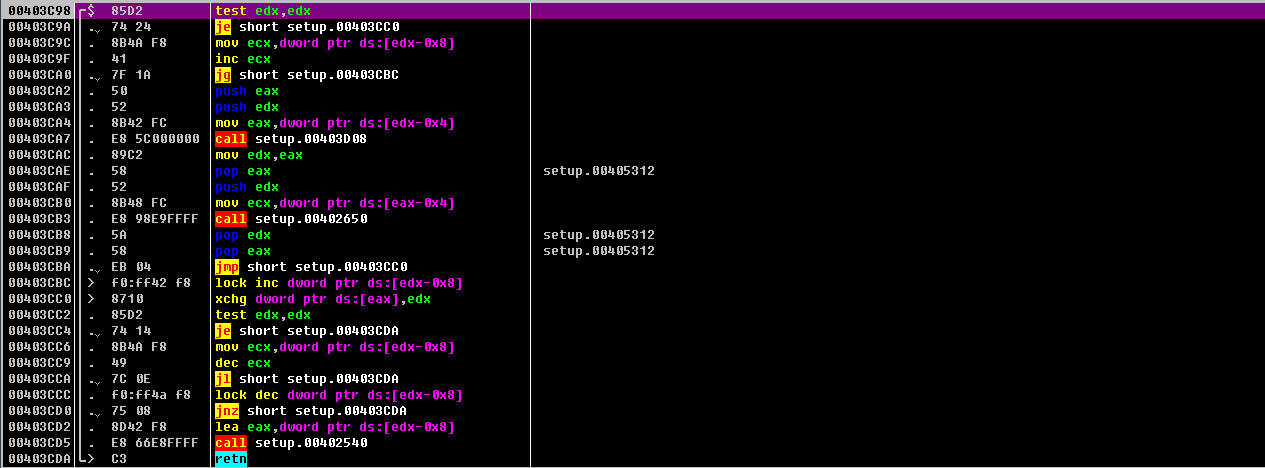 00403C98 $ 85D2 test edx,edx
00403C9A . 74 24 je short setup.00403CC0
00403C9C . 8B4A F8 mov ecx,dword ptr ds:[edx-0x8]
00403C9F . 41 inc ecx
00403CA0 . 7F 1A jg short setup.00403CBC
00403CA2 . 50 push eax
00403CA3 . 52 push edx
00403CA4 . 8B42 FC mov eax,dword ptr ds:[edx-0x4]
00403CA7 . E8 5C000000 call setup.00403D08
00403CAC . 89C2 mov edx,eax
00403CAE . 58 pop eax setup.00405312
00403CAF . 52 push edx
00403CB0 . 8B48 FC mov ecx,dword ptr ds:[eax-0x4]
00403CB3 . E8 98E9FFFF call setup.00402650
00403CB8 . 5A pop edx setup.00405312
00403CB9 . 58 pop eax setup.00405312
00403CBA . EB 04 jmp short setup.00403CC0
00403CBC > f0:ff42 f8 lock inc dword ptr ds:[edx-0x8]
00403CC0 > 8710 xchg dword ptr ds:[eax],edx
00403CC2 . 85D2 test edx,edx
00403CC4 . 74 14 je short setup.00403CDA
00403CC6 . 8B4A F8 mov ecx,dword ptr ds:[edx-0x8]
00403CC9 . 49 dec ecx
00403CCA . 7C 0E jl short setup.00403CDA
00403CCC . f0:ff4a f8 lock dec dword ptr ds:[edx-0x8]
00403CD0 . 75 08 jnz short setup.00403CDA
00403CD2 . 8D42 F8 lea eax,dword ptr ds:[edx-0x8]
00403CD5 . E8 66E8FFFF call setup.00402540
00403CDA > C3 retn